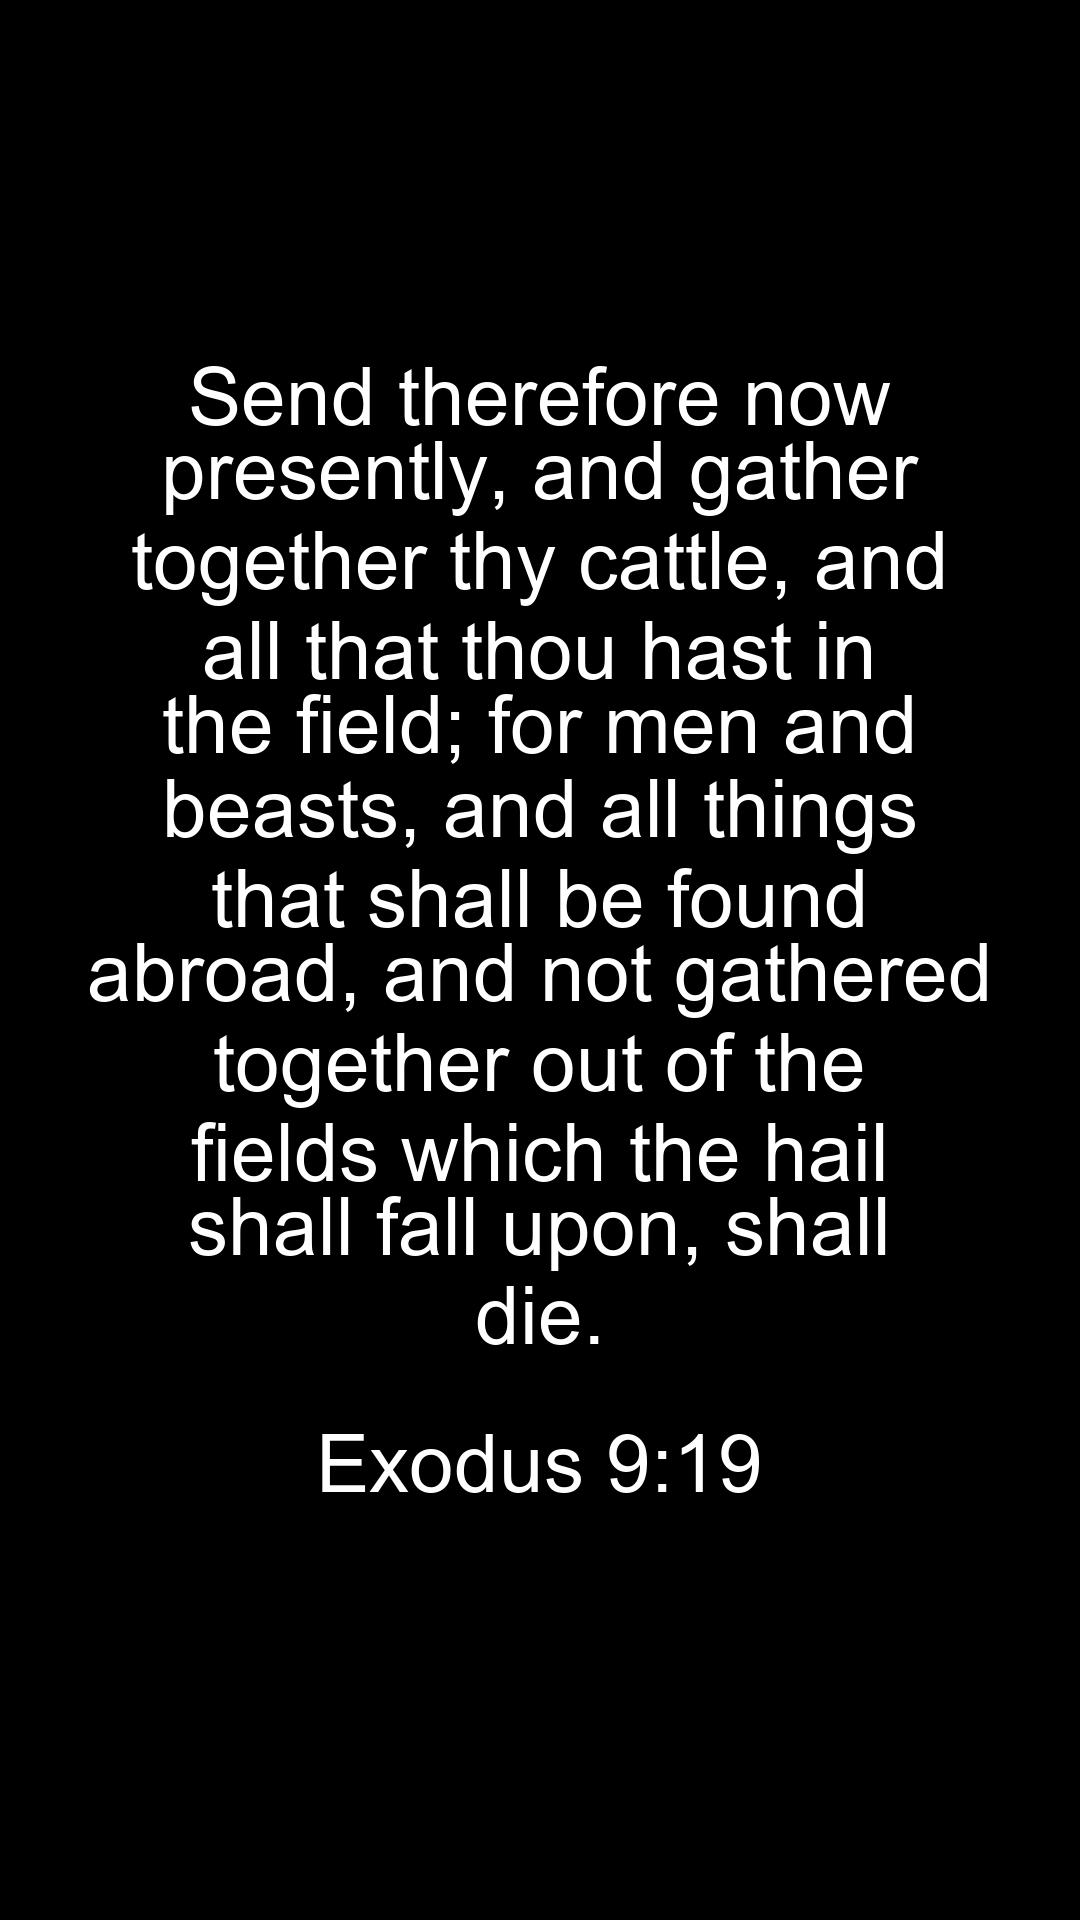 Send therefore now
presently, and gather
together thy cattle, and
all that thou hast in
the field; for men and
beasts, and all things
that shall be found
abroad, and not gathered
together out of the
fields which the hail
shall fall upon, shall
die.
Exodus 9:19